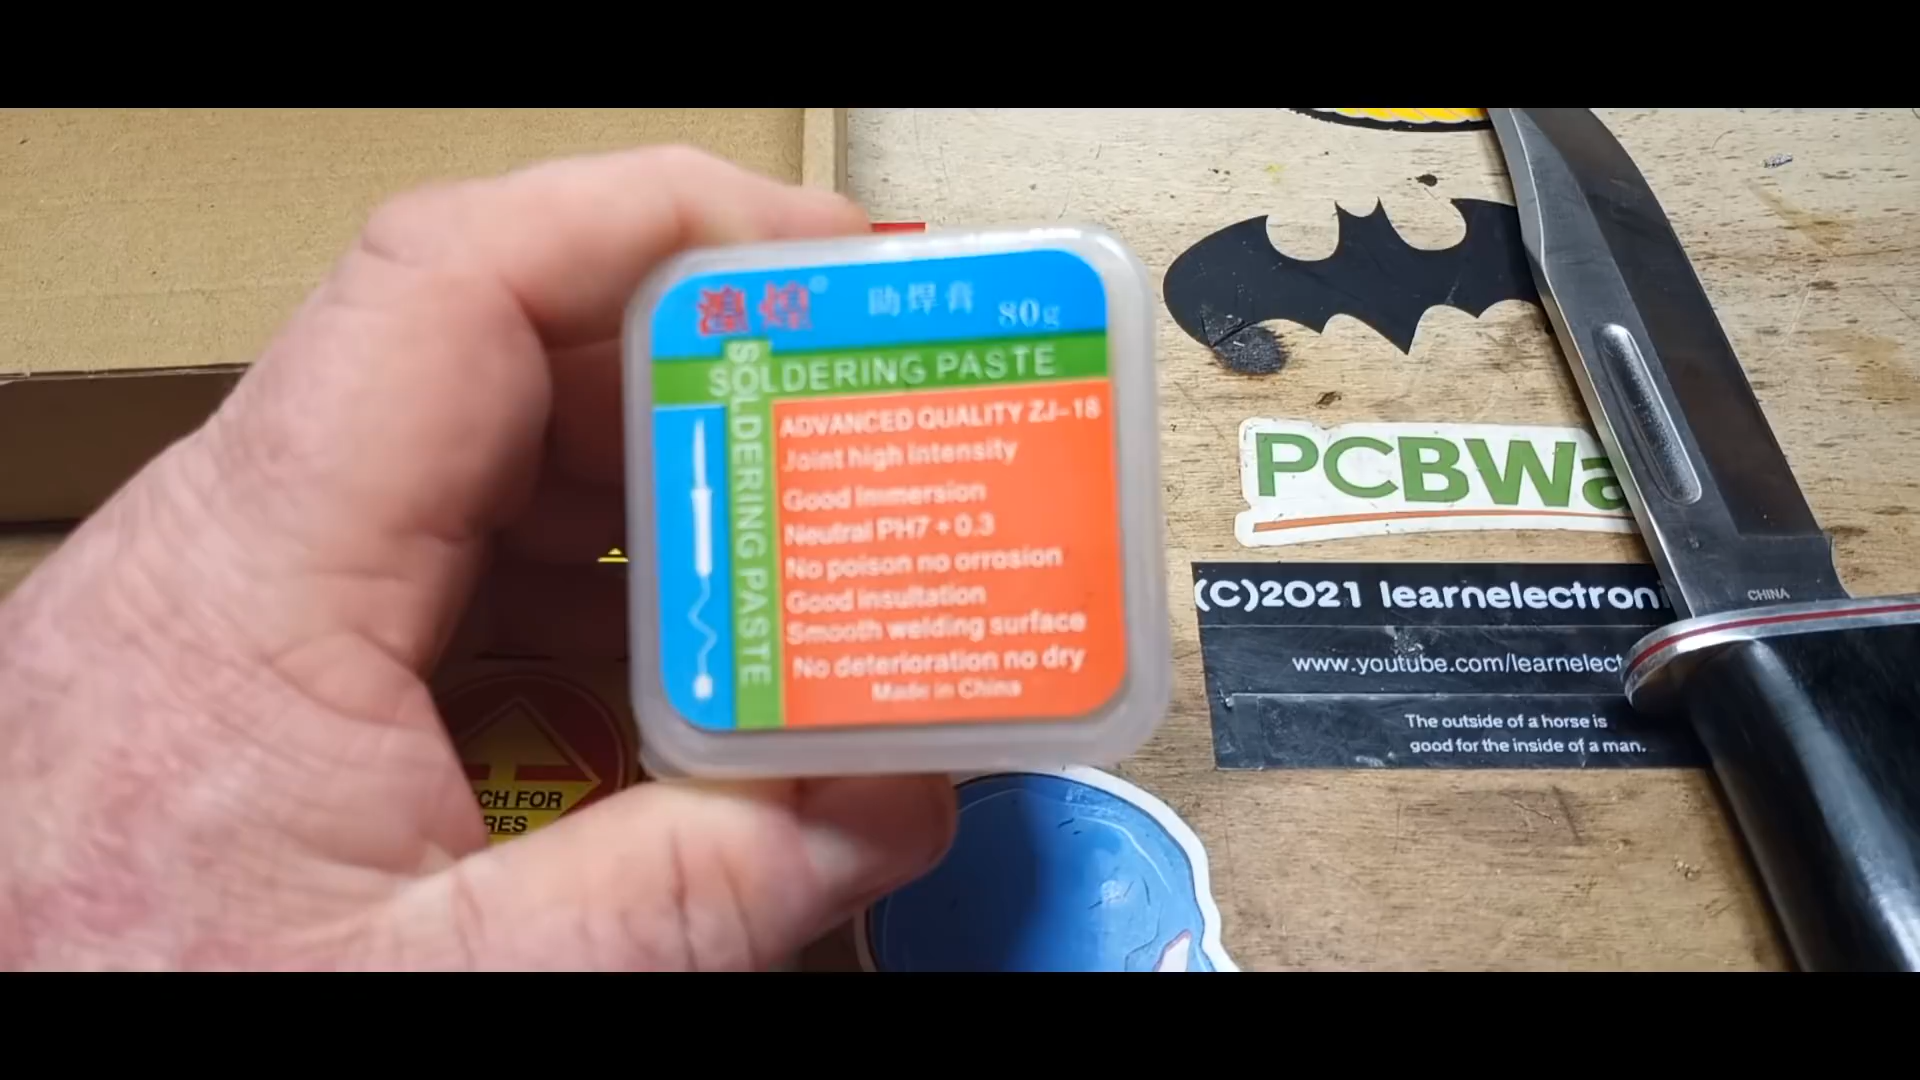 助焊膏 80g
SOLDERING PASTE
SOLDERING PASTE
ADVANCED QUALITY ZJ-18
Joint high intensity
Good immersion
Neutral PH7 + 0.3
No poison no orrosion
Good insultation
Smooth welding surface
No deterioration no dry
Made in China
CH FOR
RES
PCBWa
CHINA
(C)2021 learnelectroni
www.youtube.com/learnelect
The outside of a horse is
good for the inside of a man.